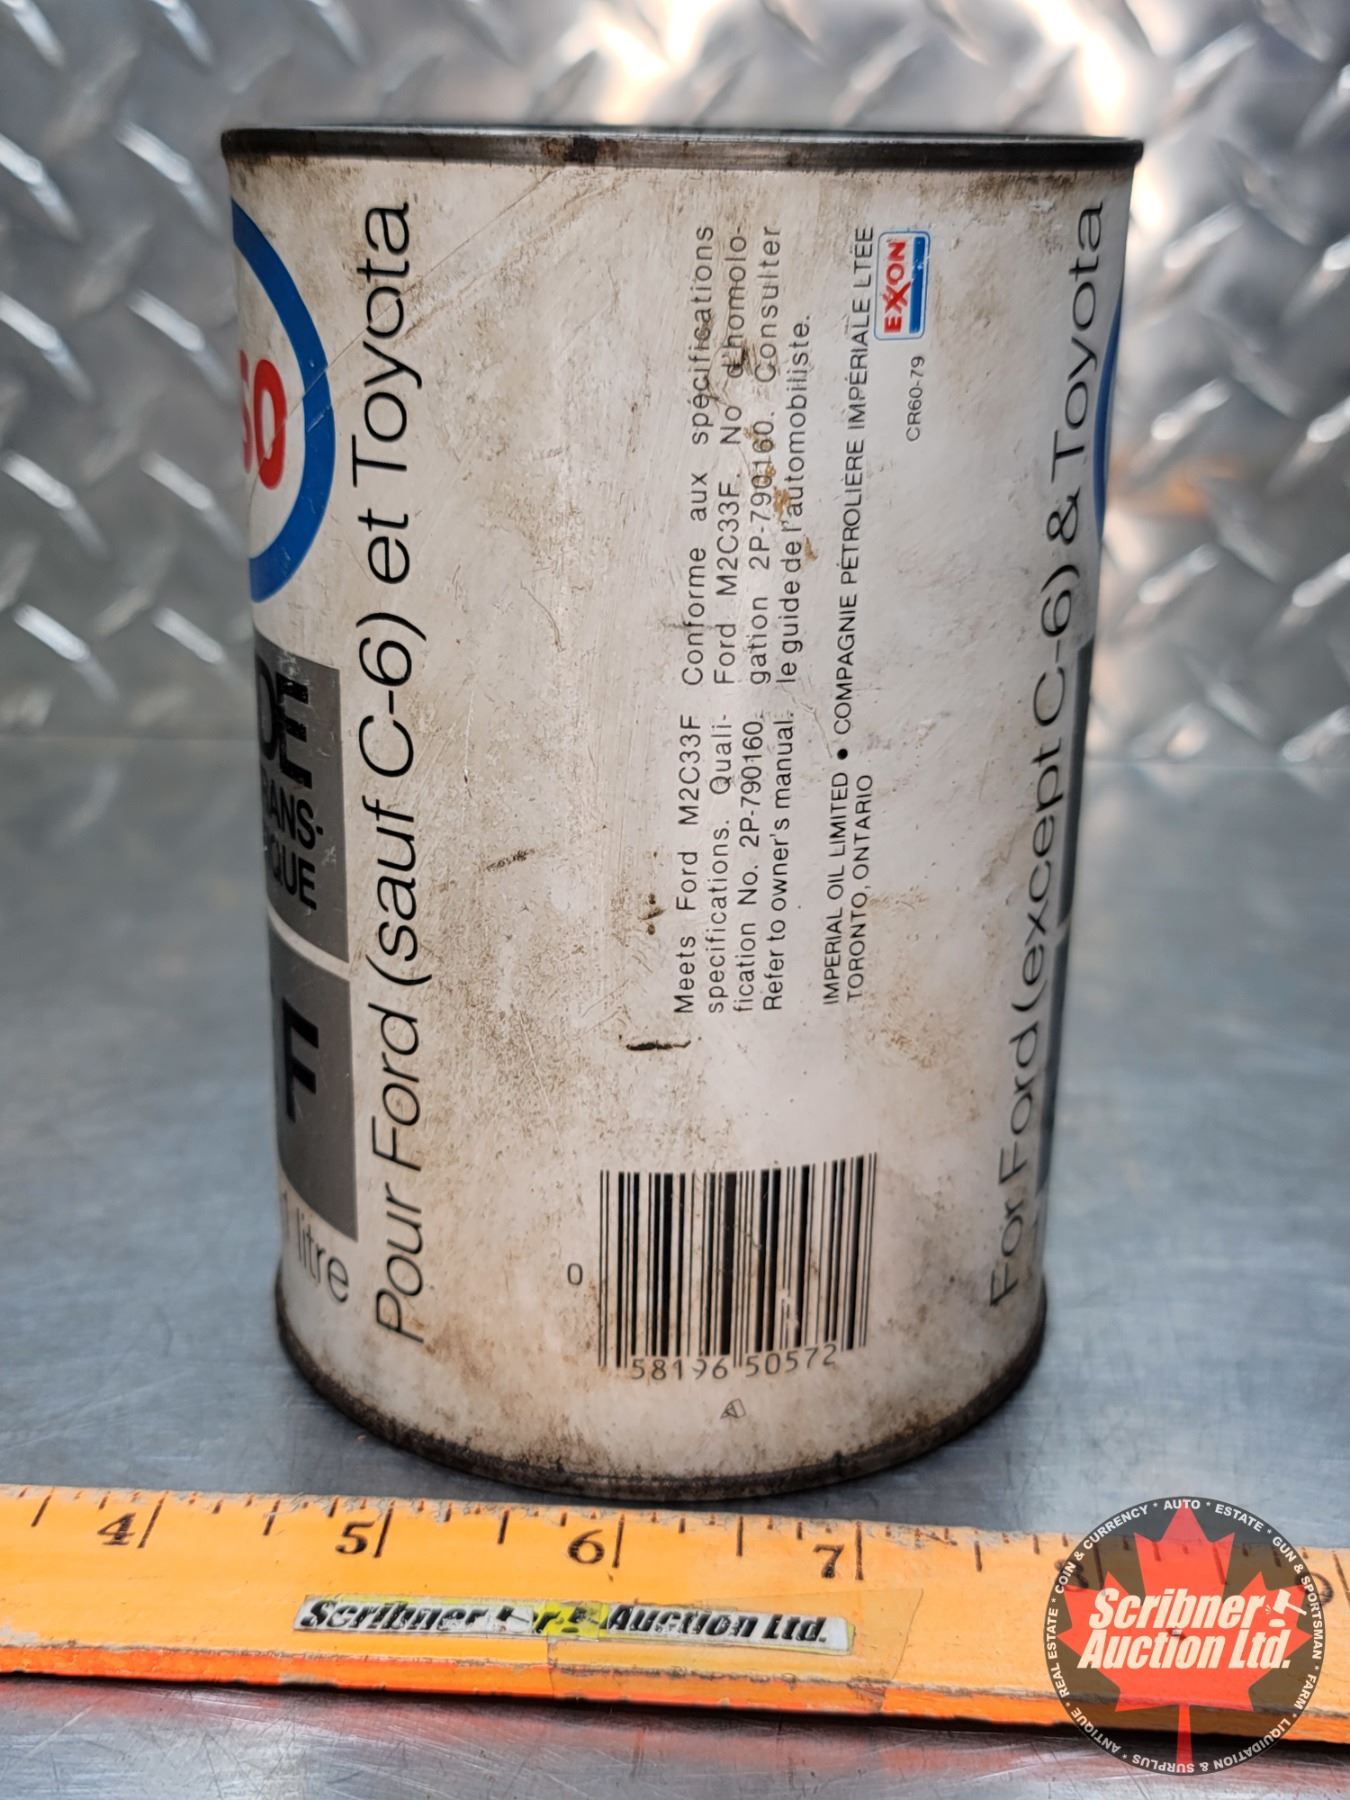 Pour Ford (sauf C-6) et Toyota
litre
F
Meets Ford M2C33F
specifications. Quali-
fication No. 2P-790160.
Refer to owner's manual.
Conforme aux spécifications
Ford M2C33F. No d'homolo-
gation 2P-790160. Consulter
le guide de l'automobiliste.
IMPERIAL OIL LIMITED • COMPAGNIE PÉTROLIÈRE IMPÉRIALE LTÉE
TORONTO, ONTARIO
EXXON
CR60-79
For Ford (except C-6) & Toyota
0
58196 50572
4 5 6 7 8
Scribner Auction Ltd.
COIN & CURRENCY * AUTO * ESTATE * GUN & SPORTSMAN * FARM * LIQUIDATION & SURPLUS * ANTIQUE * REAL ESTATE *
Scribner
Auction Ltd.